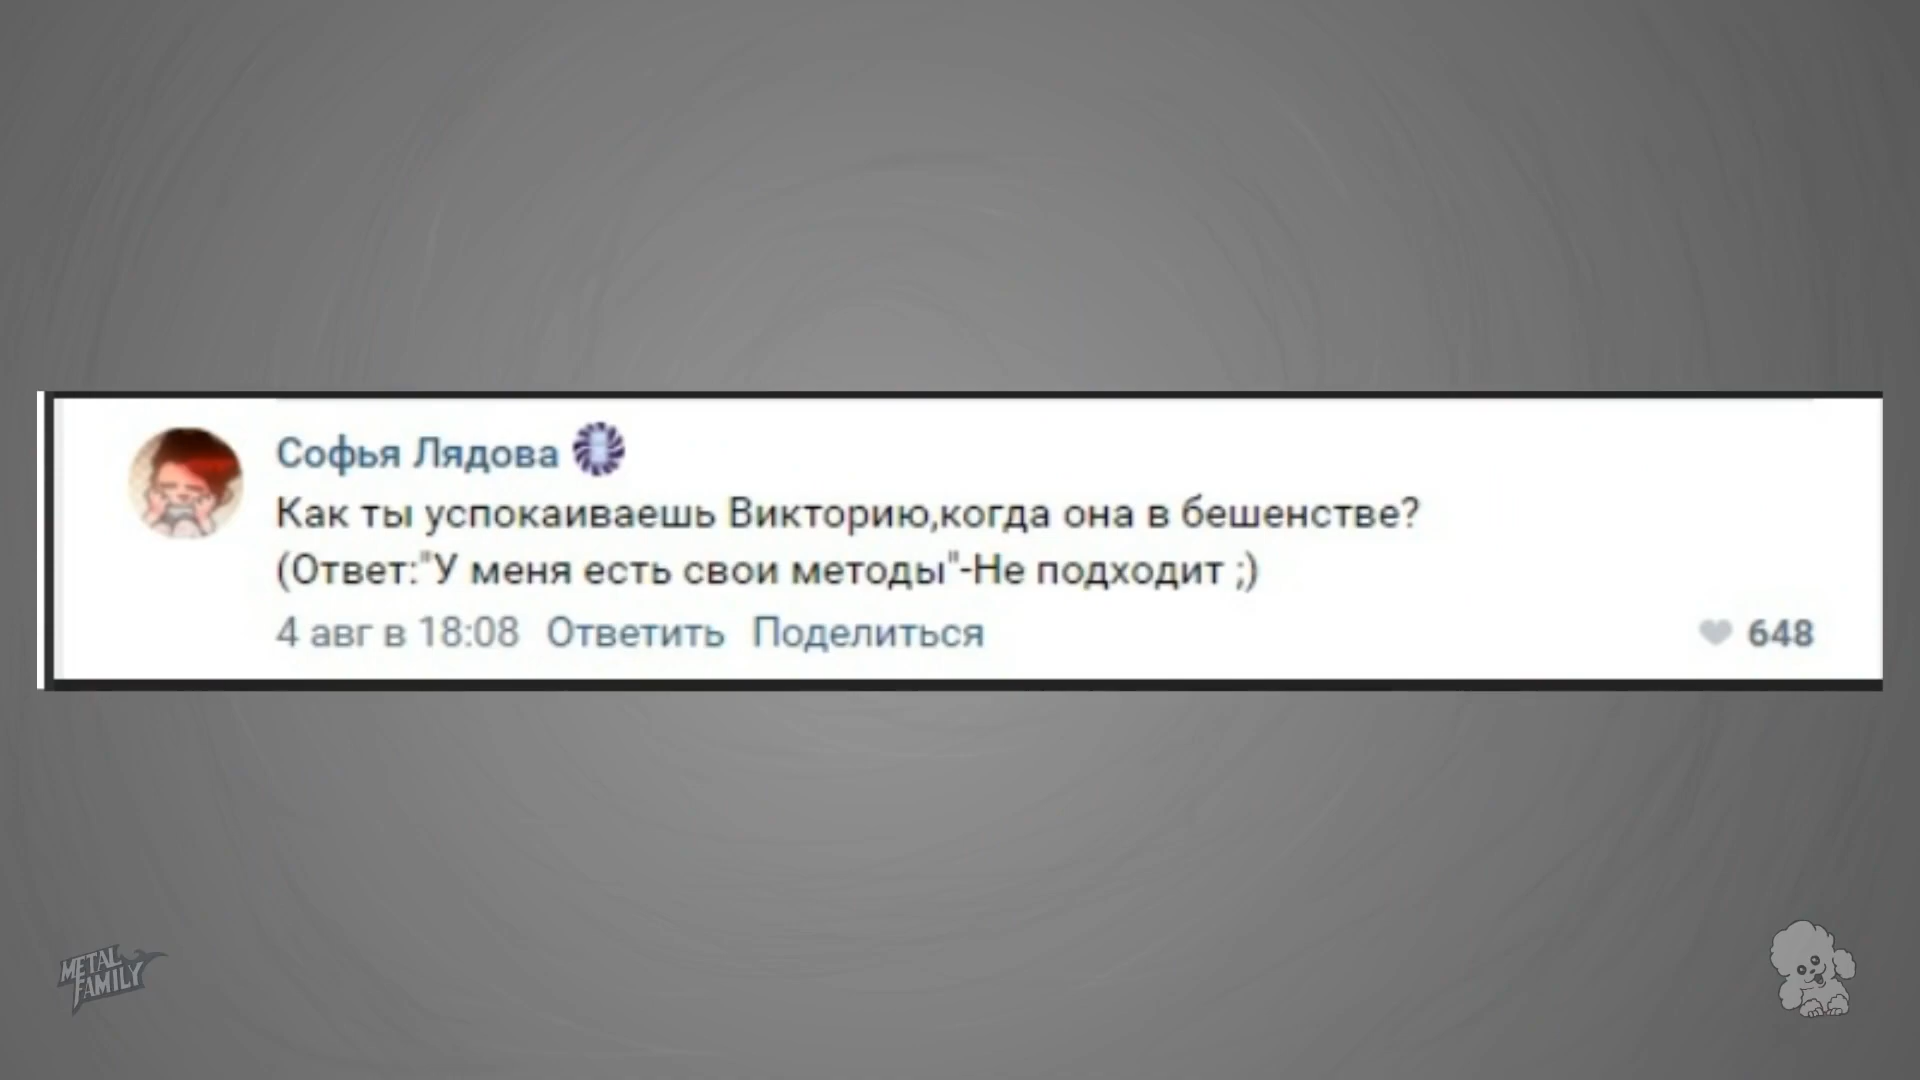 Софья Лядова
Как ты успокаиваешь Викторию,когда она в бешенстве?
(Ответ:"У меня есть свои методы"-Не подходит ;)
4 авг в 18:08 Ответить Поделиться 648
METAL
FAMILY